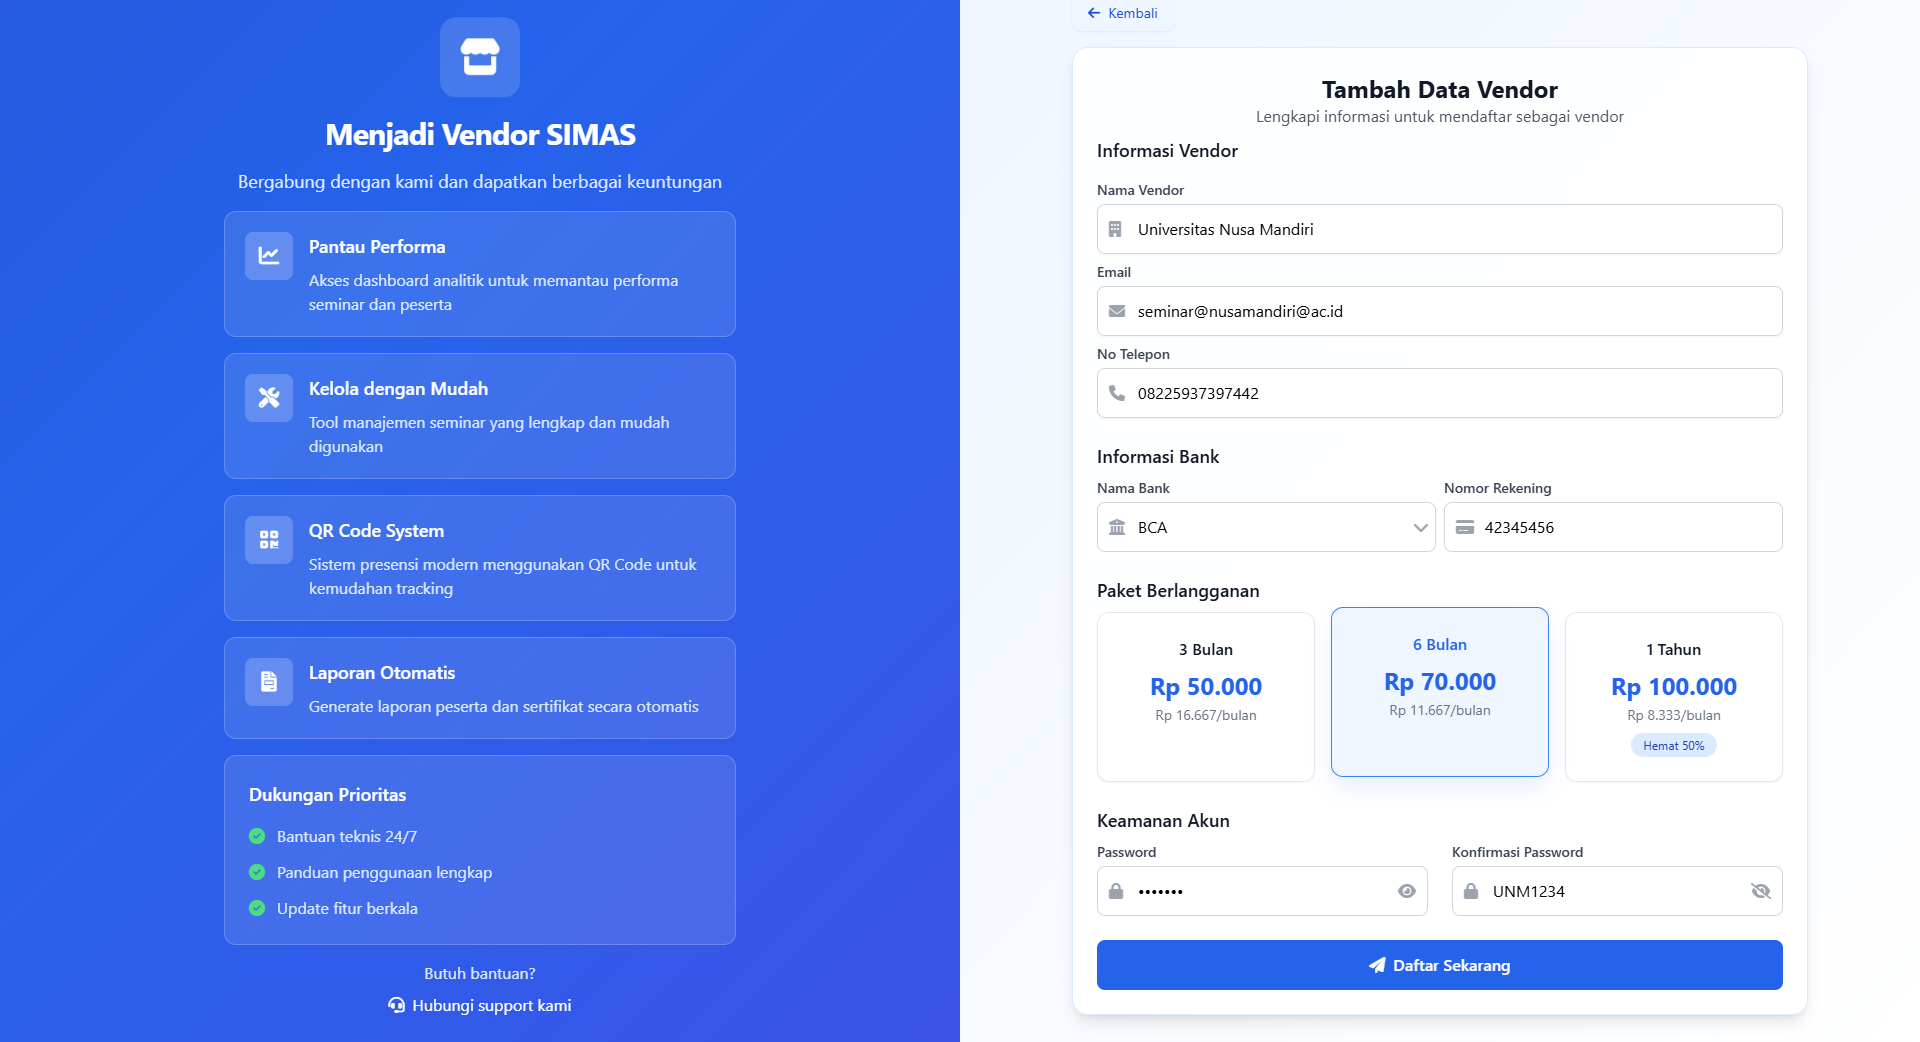 Menjadi Vendor SIMAS
Bergabung dengan kami dan dapatkan berbagai keuntungan
Pantau Performa
Akses dashboard analitik untuk memantau performa
seminar dan peserta
Kelola dengan Mudah
Tool manajemen seminar yang lengkap dan mudah
digunakan
QR Code System
Sistem presensi modern menggunakan QR Code untuk
kemudahan tracking
Laporan Otomatis
Generate laporan peserta dan sertifikat secara otomatis
Dukungan Prioritas
Bantuan teknis 24/7
Panduan penggunaan lengkap
Update fitur berkala
Butuh bantuan?
Hubungi support kami
Kembali
Tambah Data Vendor
Lengkapi informasi untuk mendaftar sebagai vendor
Informasi Vendor
Nama Vendor
Universitas Nusa Mandiri
Email
seminar@nusamandiri@ac.id
No Telepon
08225937397442
Informasi Bank
Nama Bank
BCA
Nomor Rekening
42345456
Paket Berlangganan
3 Bulan
Rp 50.000
Rp 16.667/bulan
6 Bulan
Rp 70.000
Rp 11.667/bulan
1 Tahun
Rp 100.000
Rp 8.333/bulan
Hemat 50%
Keamanan Akun
Password
•••••••
Konfirmasi Password
UNM1234
Daftar Sekarang